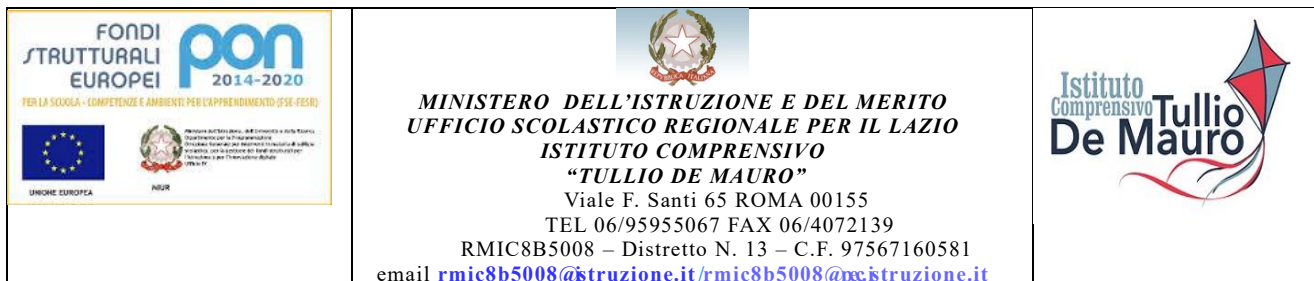 FONDI
STRUTTURALI
EUROPEI
pon
2014-2020
PER LA SCUOLA - COMPETENZE E AMBIENTI PER L'APPRENDIMENTO (FSE-FESR)
UNIONE EUROPEA
MIUR
REPVBBLICA ITALIANA
MINISTERO DELL’ISTRUZIONE E DEL MERITO
UFFICIO SCOLASTICO REGIONALE PER IL LAZIO
ISTITUTO COMPRENSIVO
“TULLIO DE MAURO”
Viale F. Santi 65 ROMA 00155
TEL 06/95955067 FAX 06/4072139
RMIC8B5008 – Distretto N. 13 – C.F. 97567160581
email rmic8b5008@istruzione.it/rmic8b5008@pec.istruzione.it
Istituto
Comprensivo Tullio
De Mauro